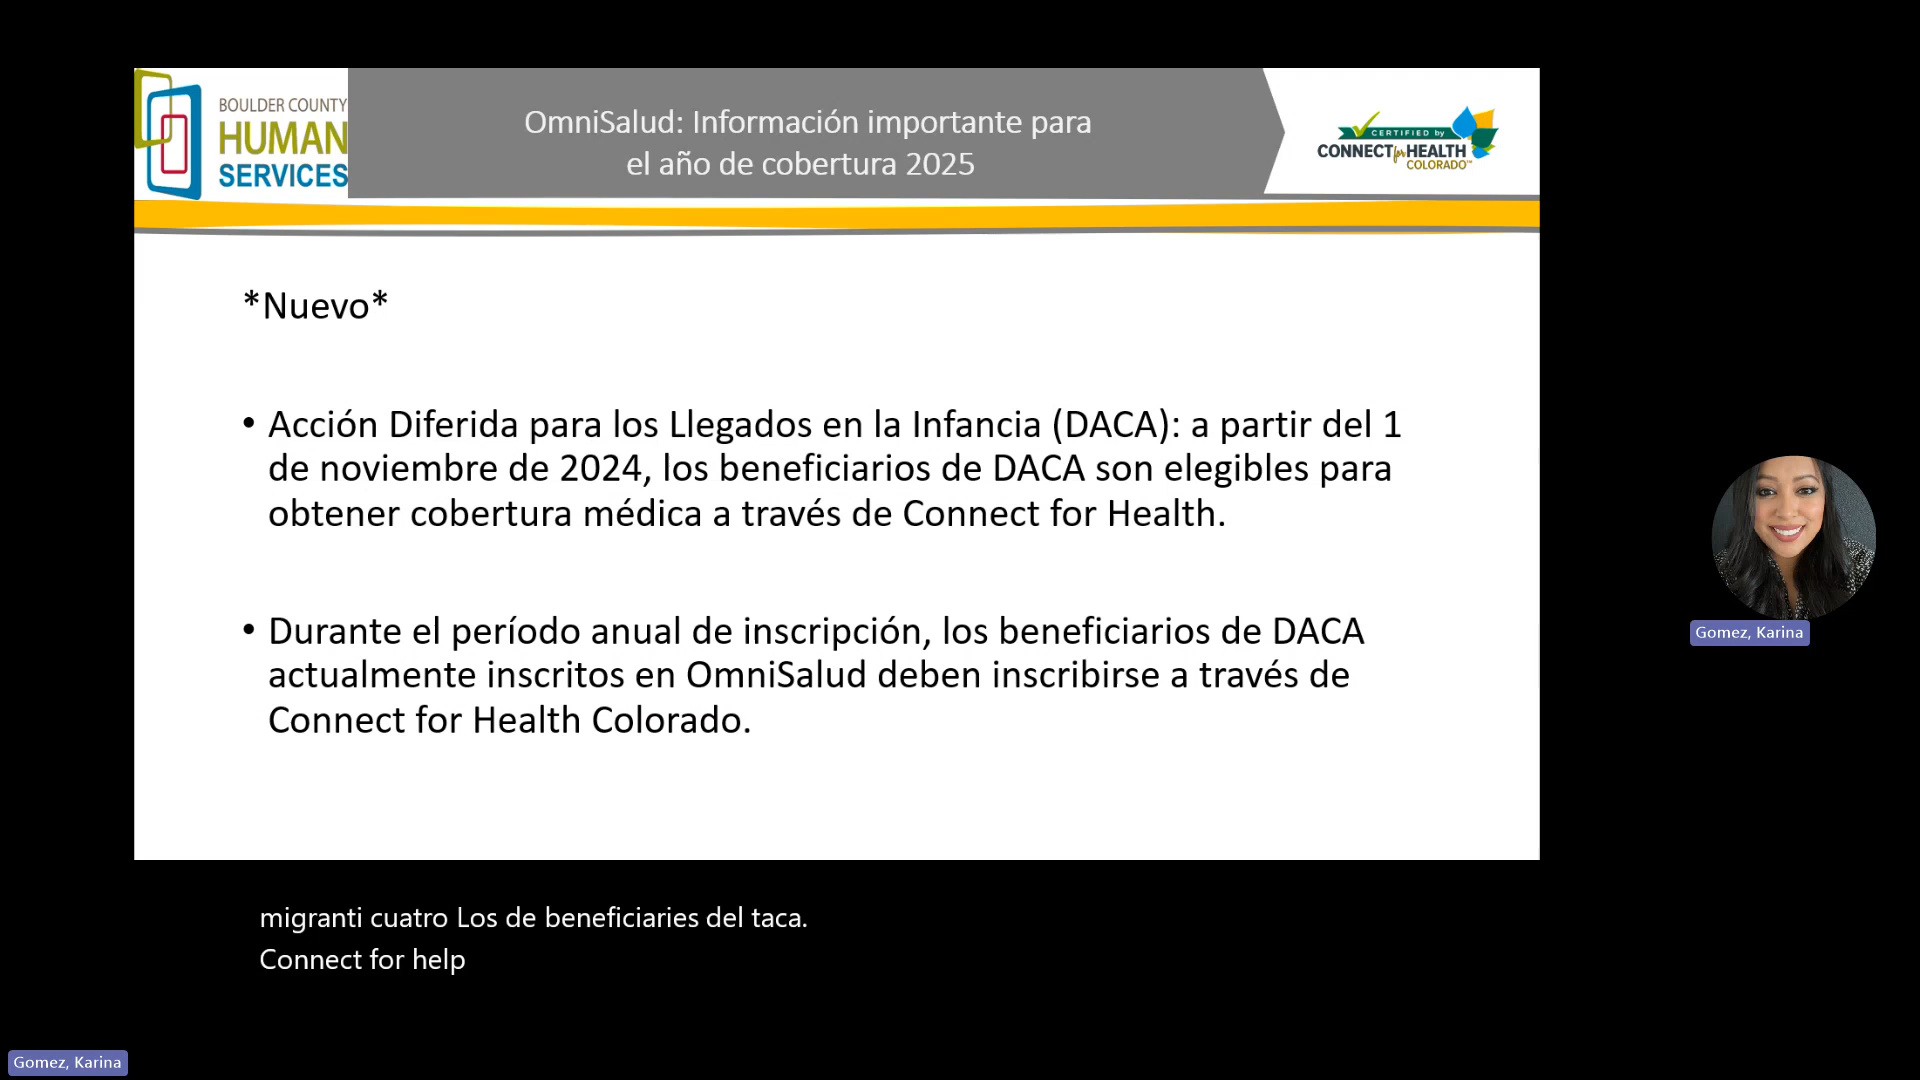 BOULDER COUNTY
HUMAN
SERVICES
OmniSalud: Información importante para
el año de cobertura 2025
CERTIFIED by
CONNECT for HEALTH
COLORADO™
*Nuevo*
• Acción Diferida para los Llegados en la Infancia (DACA): a partir del 1
de noviembre de 2024, los beneficiarios de DACA son elegibles para
obtener cobertura médica a través de Connect for Health.
• Durante el período anual de inscripción, los beneficiarios de DACA
actualmente inscritos en OmniSalud deben inscribirse a través de
Connect for Health Colorado.
Gomez, Karina
migranti cuatro Los de beneficiaries del taca.
Connect for help
Gomez, Karina